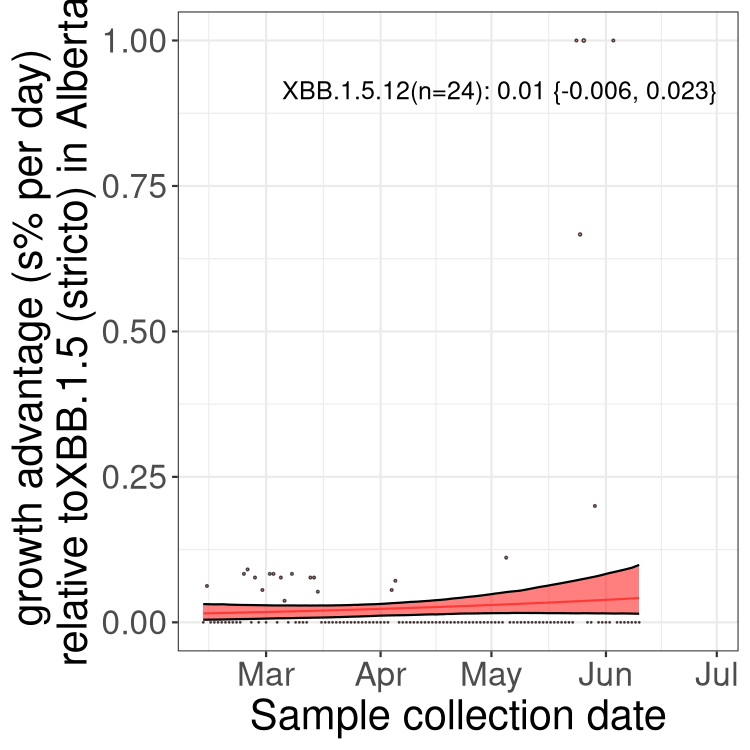 growth advantage (s% per day)
relative toXBB.1.5 (stricto) in Alberta
1.00
0.75
0.50
0.25
0.00
XBB.1.5.12(n=24): 0.01 {-0.006, 0.023}
Mar Apr May Jun Jul
Sample collection date